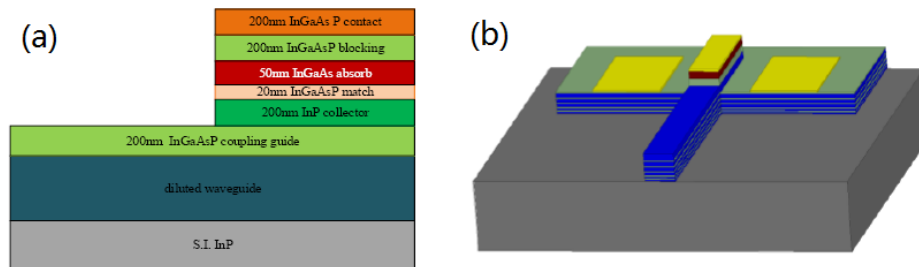 (a)
200nm InGaAs P contact
200nm InGaAsP blocking
50nm InGaAs absorb
20nm InGaAsP match
200nm InP collector
200nm InGaAsP coupling guide
diluted waveguide
S.I. InP
(b)